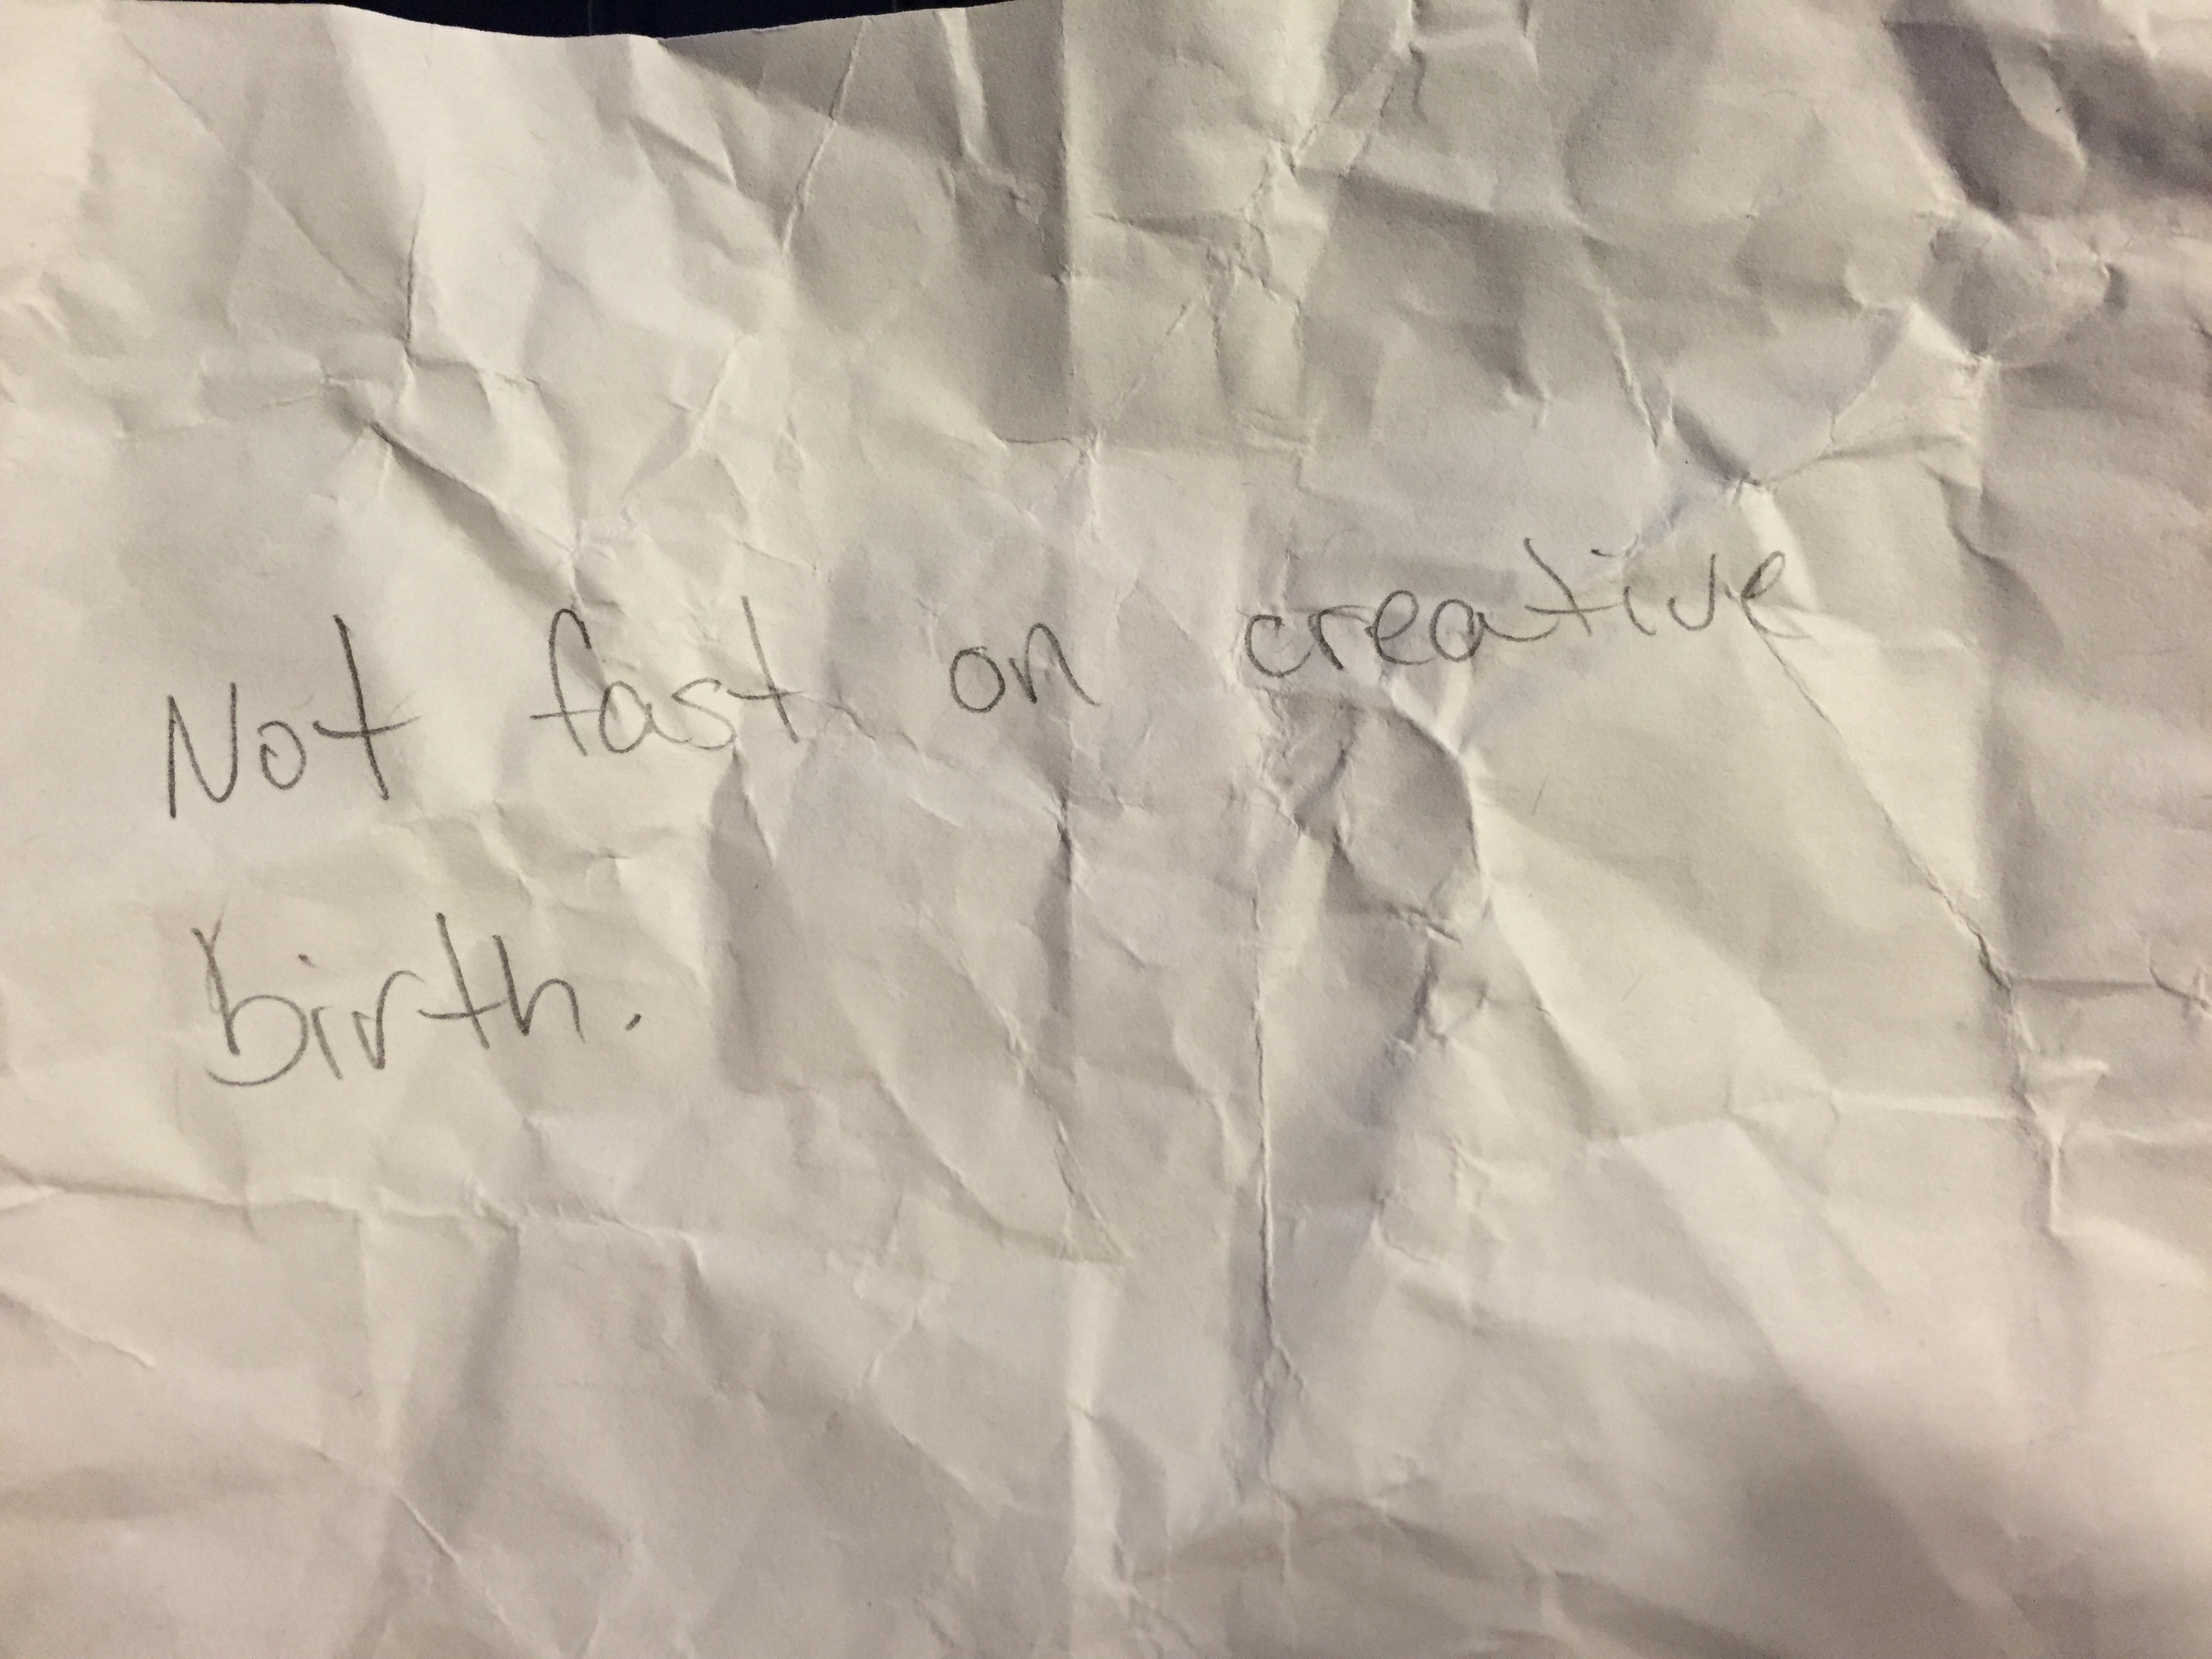 Not fast on creative
birth.